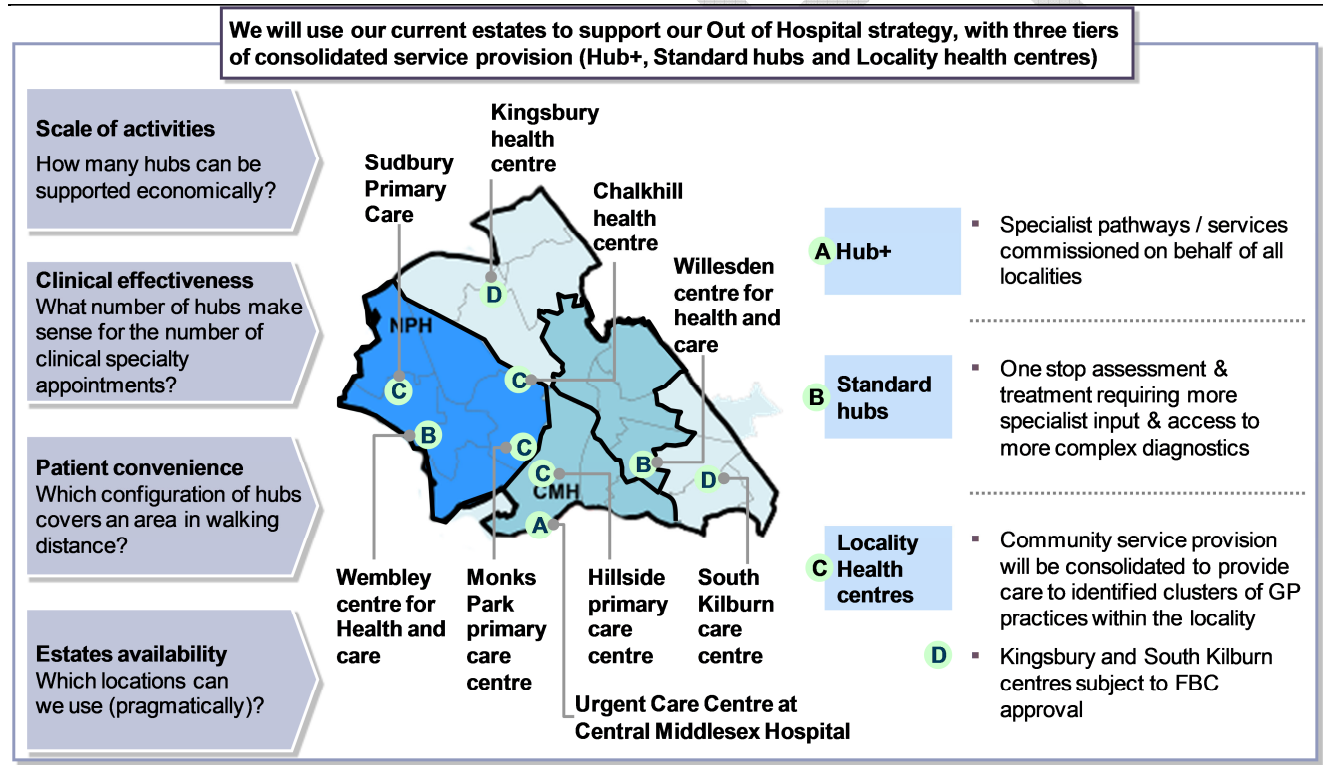 We will use our current estates to support our Out of Hospital strategy, with three tiers
of consolidated service provision (Hub+, Standard hubs and Locality health centres)
Scale of activities
How many hubs can be
supported economically?
Clinical effectiveness
What number of hubs make
sense for the number of
clinical specialty
appointments?
Patient convenience
Which configuration of hubs
covers an area in walking
distance?
Estates availability
Which locations can
we use (pragmatically)?
Kingsbury
health
centre
Sudbury
Primary
Care
Chalkhill
health
centre
Willesden
centre for
health and
care
D
NPH
C
C
B
C
C
CMH
B
D
A
Wembley
centre for
Health and
care
Monks
Park
primary
care
centre
Hillside
primary
care
centre
South
Kilburn
care
centre
Urgent Care Centre at
Central Middlesex Hospital
A Hub+
Specialist pathways / services
commissioned on behalf of all
localities
B Standard
hubs
One stop assessment &
treatment requiring more
specialist input & access to
more complex diagnostics
C Locality
Health
centres
Community service provision
will be consolidated to provide
care to identified clusters of GP
practices within the locality
D
Kingsbury and South Kilburn
centres subject to FBC
approval